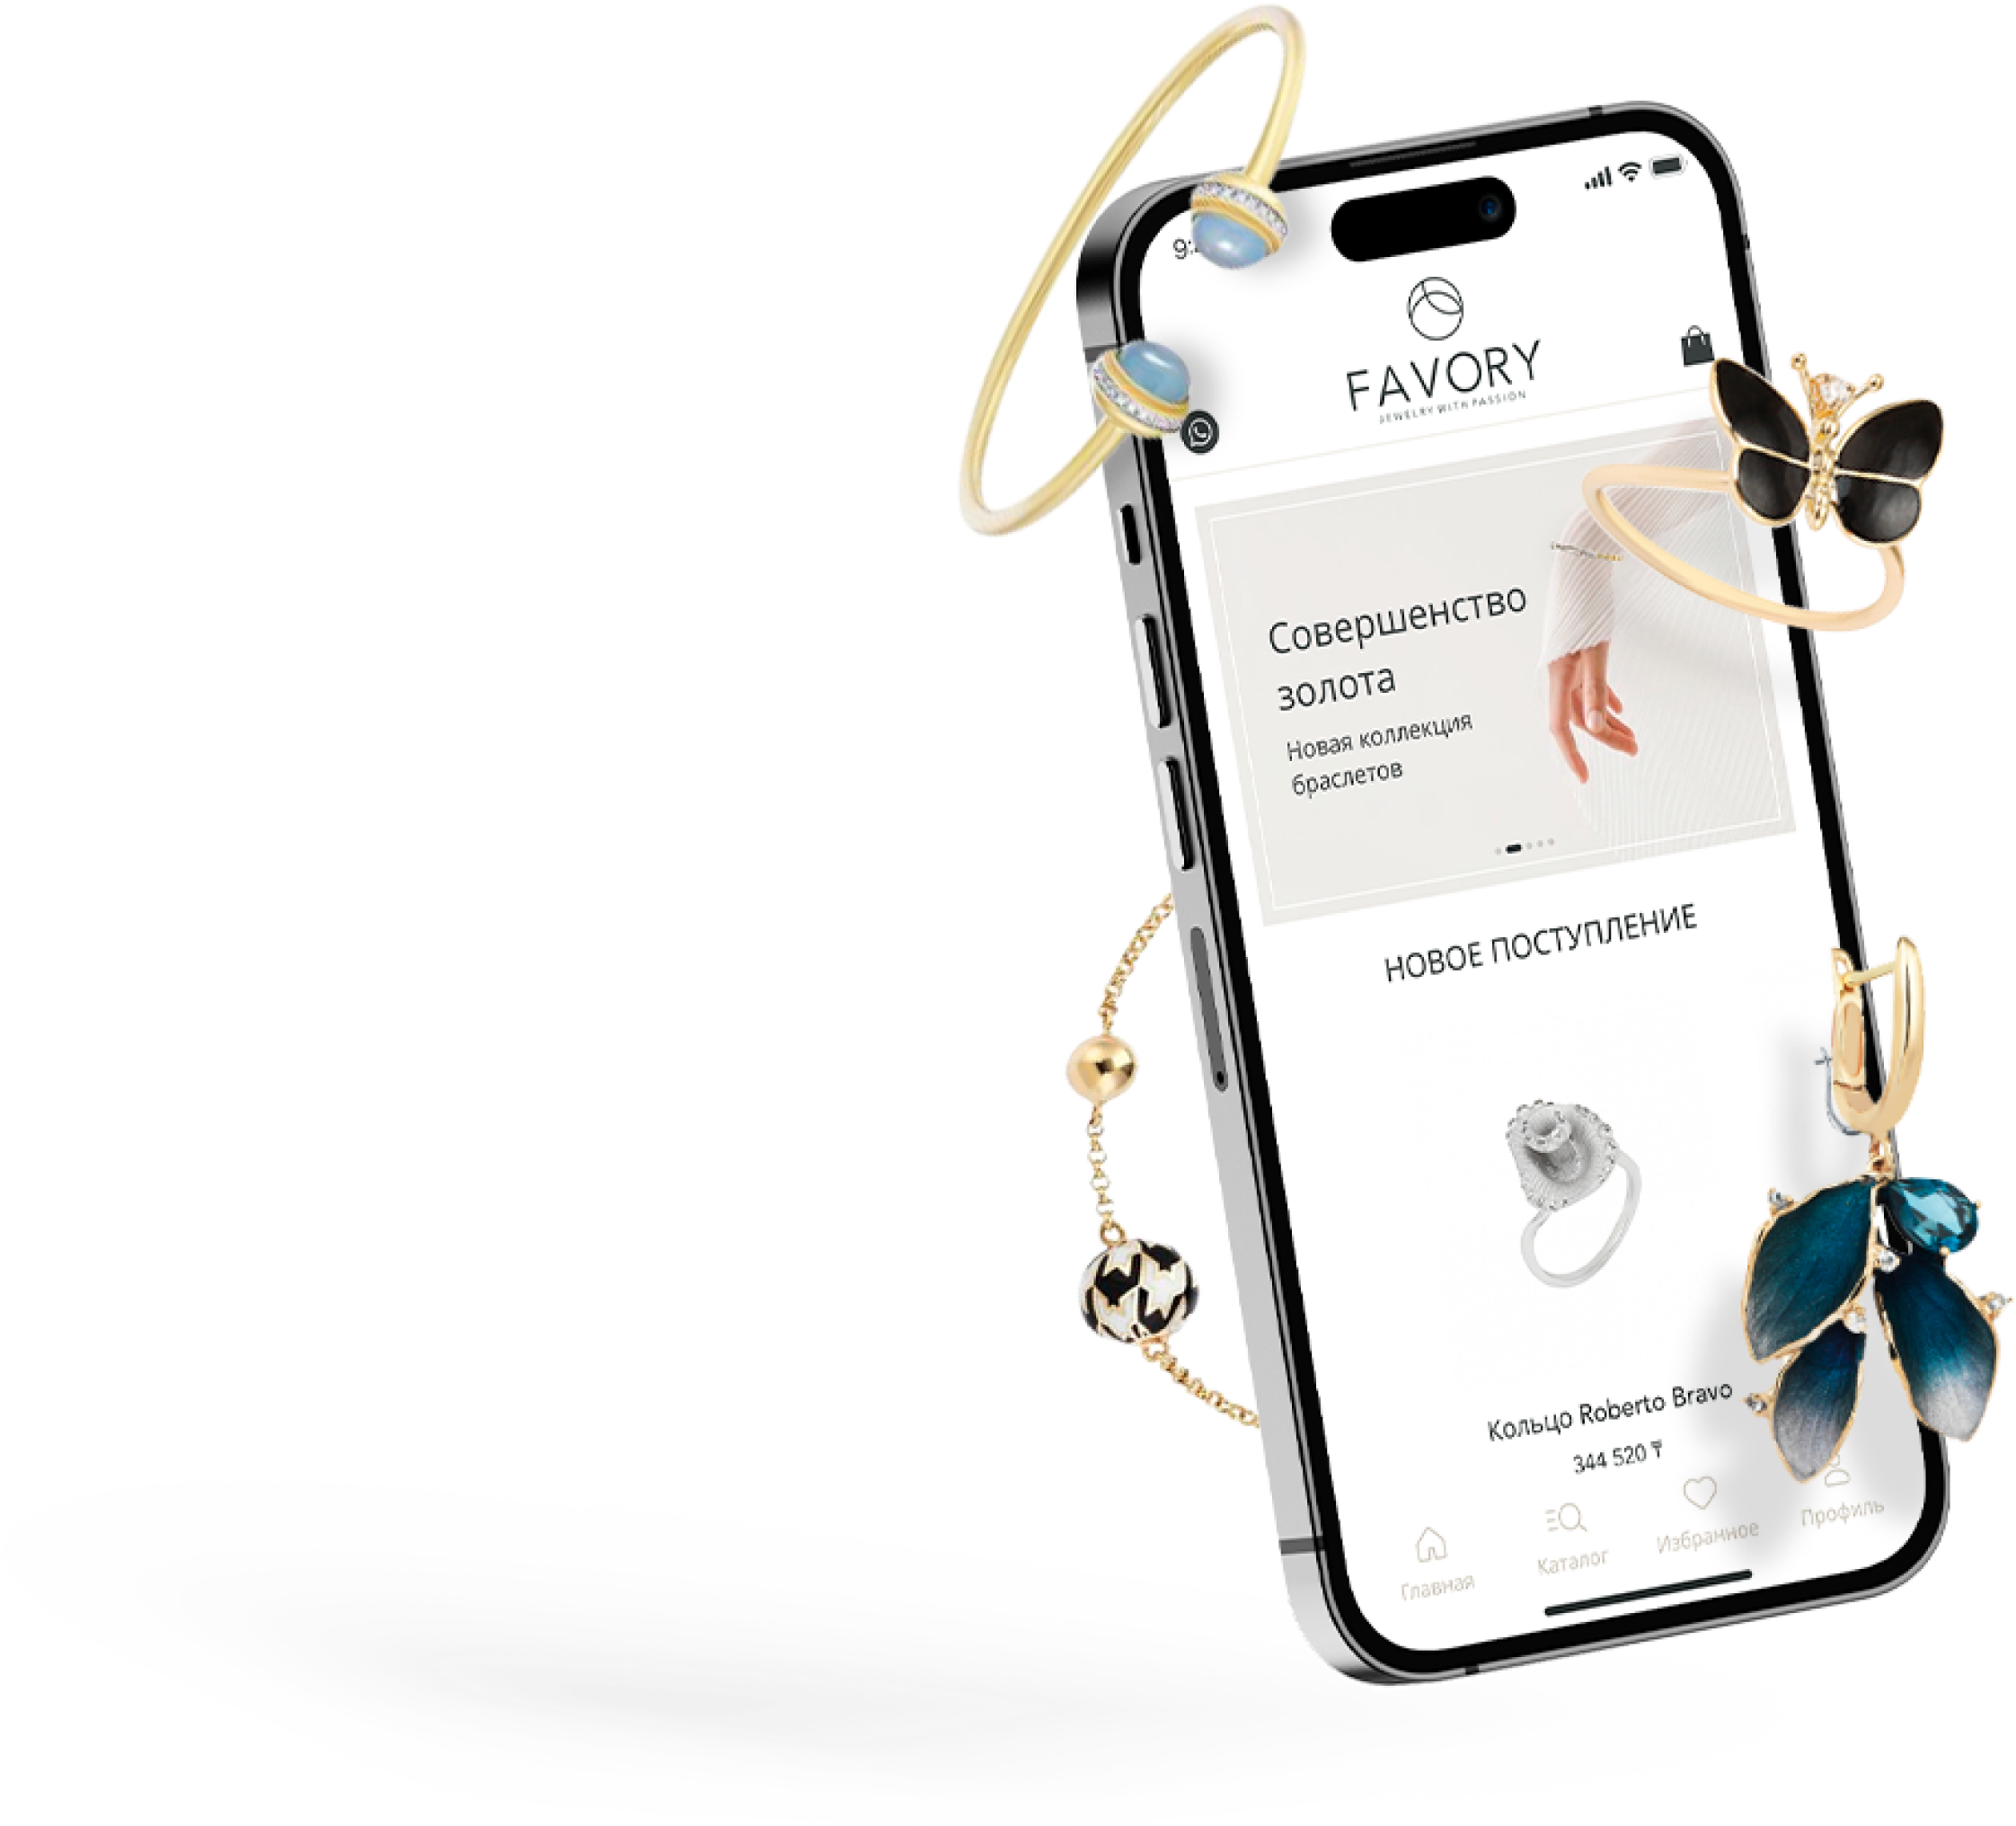 FAVORY
JEWELRY WITH PASSION
Совершенство
золота
Новая коллекция
браслетов
НОВОЕ ПОСТУПЛЕНИЕ
Кольцо Roberto Bravo
344 520 ₸
Главная
Каталог
Избранное
Профиль